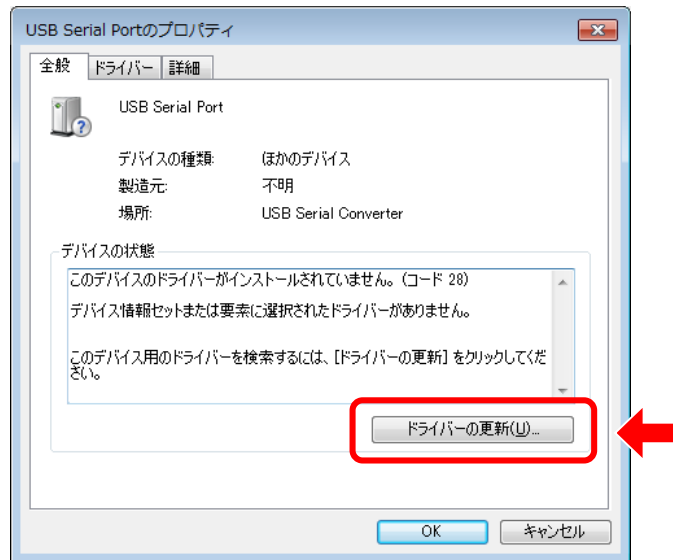 USB Serial Portのプロパティ
全般 ドライバー 詳細
USB Serial Port
デバイスの種類: ほかのデバイス
製造元: 不明
場所: USB Serial Converter
デバイスの状態
このデバイスのドライバーがインストールされていません。(コード 28)
デバイス情報セットまたは要素に選択されたドライバーがありません。
このデバイス用のドライバーを検索するには、[ドライバーの更新] をクリックしてくだ
さい。
ドライバーの更新(U)...
OK キャンセル